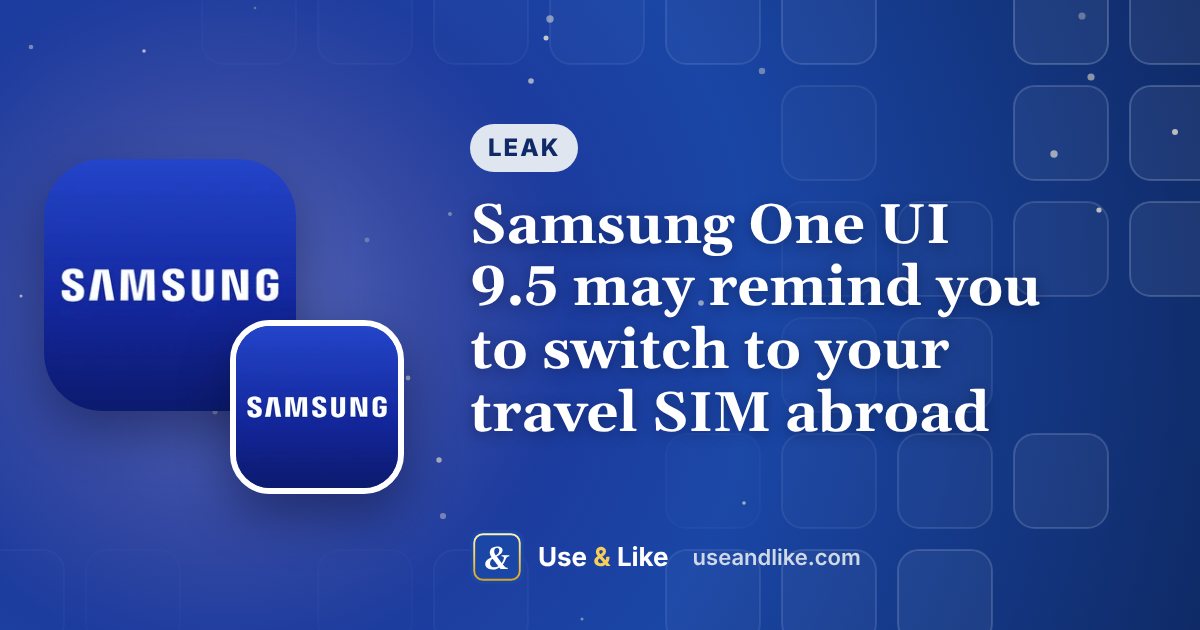 SAMSUNG
SAMSUNG
LEAK
Samsung One UI
9.5 may remind you
to switch to your
travel SIM abroad
& Use & Like useandlike.com